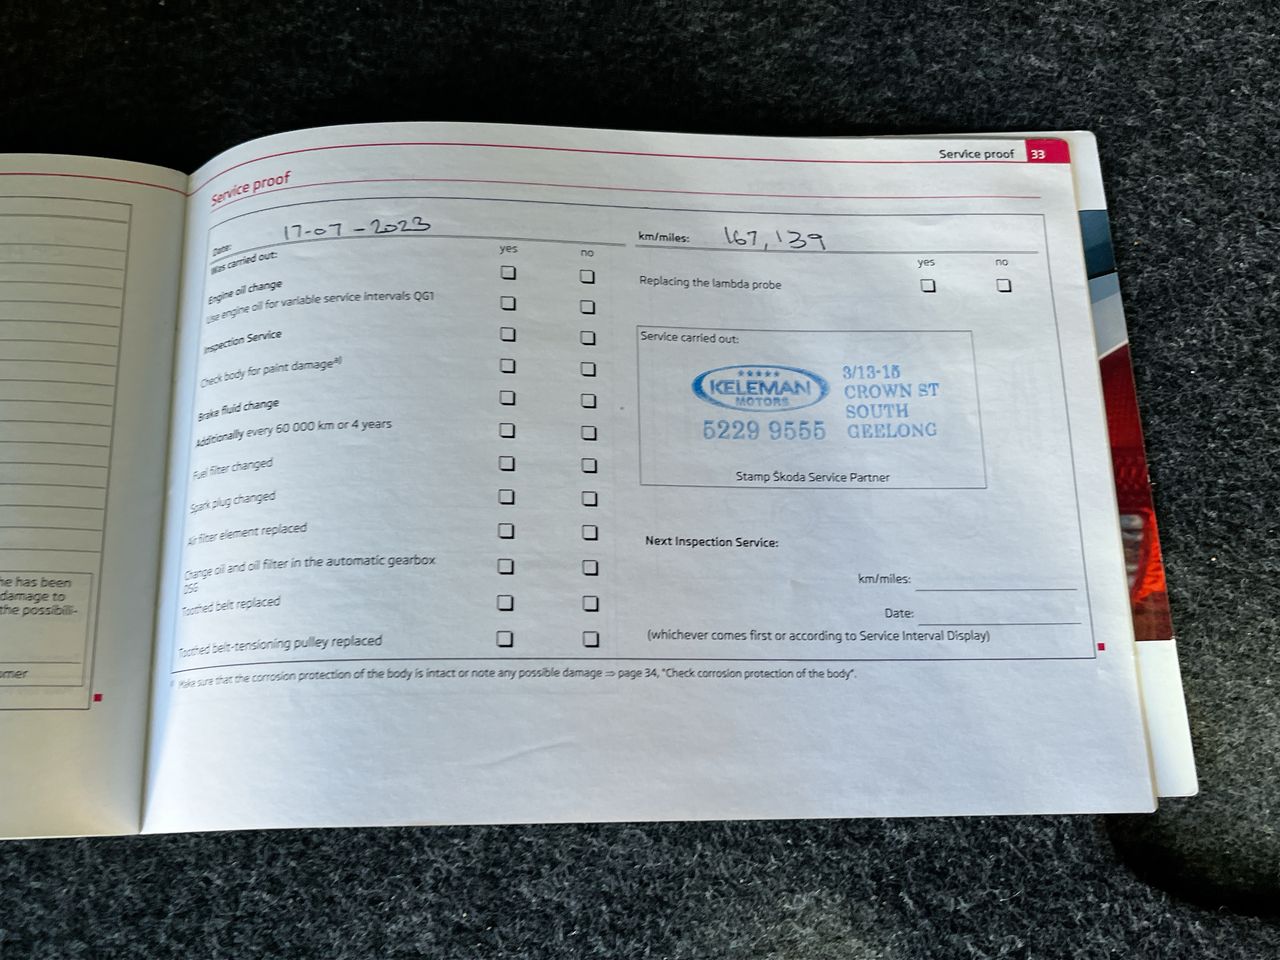 Service proof 33
Service proof
Date: 17-07-2023
Was carried out:
yes no
Engine oil change
Use engine oil for variable service intervals QG1
Inspection Service
Check body for paint damage a)
Brake fluid change
Additionally every 60 000 km or 4 years
Fuel filter changed
Spark plug changed
Air filter element replaced
Change oil and oil filter in the automatic gearbox
DSG
Toothed belt replaced
Toothed belt-tensioning pulley replaced
km/miles: 167,139
yes no
Replacing the lambda probe
Service carried out:
KELEMAN
MOTORS
5229 9555
3/13-15
CROWN ST
SOUTH
GEELONG
Stamp Škoda Service Partner
Next Inspection Service:
km/miles:
Date:
(whichever comes first or according to Service Interval Display)
Make sure that the corrosion protection of the body is intact or note any possible damage ⇒ page 34, "Check corrosion protection of the body".
he has been
damage to
the possibili-
omer